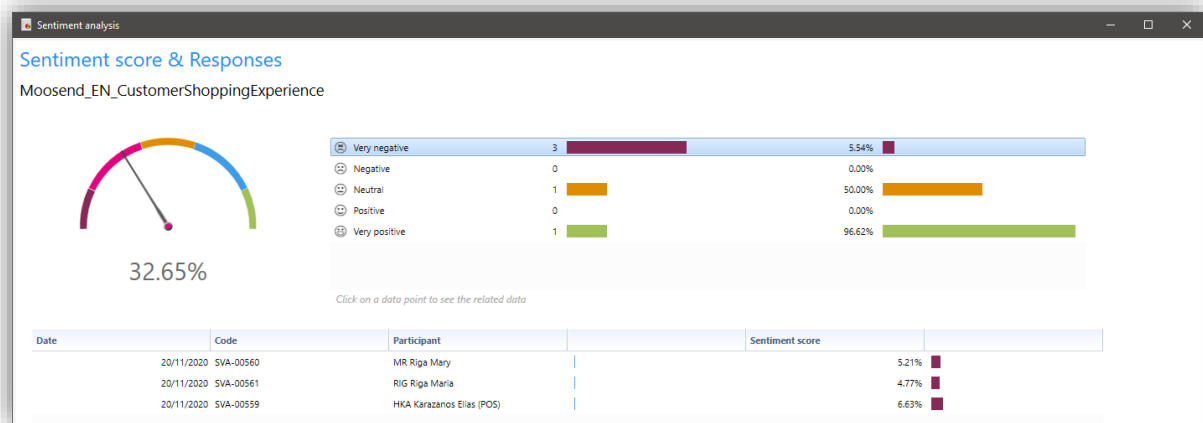 Sentiment analysis
Sentiment score & Responses
Moosend_EN_CustomerShoppingExperience
Very negative 3 5.54%
Negative 0 0.00%
Neutral 1 50.00%
Positive 0 0.00%
Very positive 1 96.62%
32.65%
Click on a data point to see the related data
Date Code Participant Sentiment score
20/11/2020 SVA-00560 MR Riga Mary 5.21%
20/11/2020 SVA-00561 RIG Riga Maria 4.77%
20/11/2020 SVA-00559 HKA Karazanos Elias (POS) 6.63%